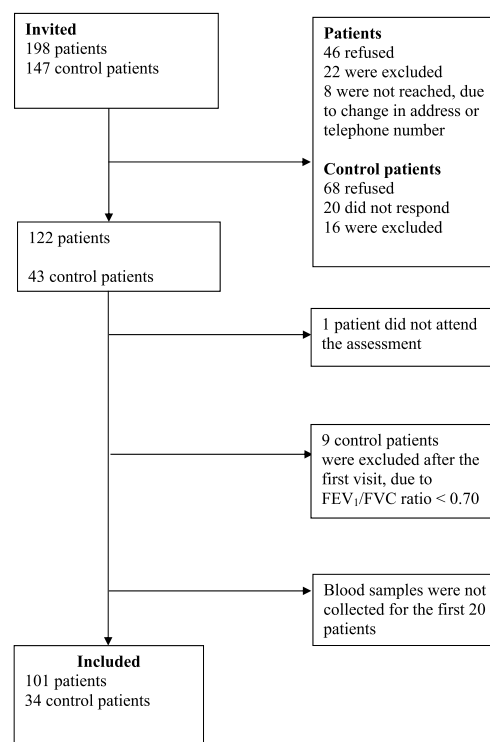 Invited
198 patients
147 control patients
Patients
46 refused
22 were excluded
8 were not reached, due
to change in address or
telephone number
Control patients
68 refused
20 did not respond
16 were excluded
122 patients
43 control patients
1 patient did not attend
the assessment
9 control patients
were excluded after the
first visit, due to
FEV₁/FVC ratio < 0.70
Blood samples were not
collected for the first 20
patients
Included
101 patients
34 control patients